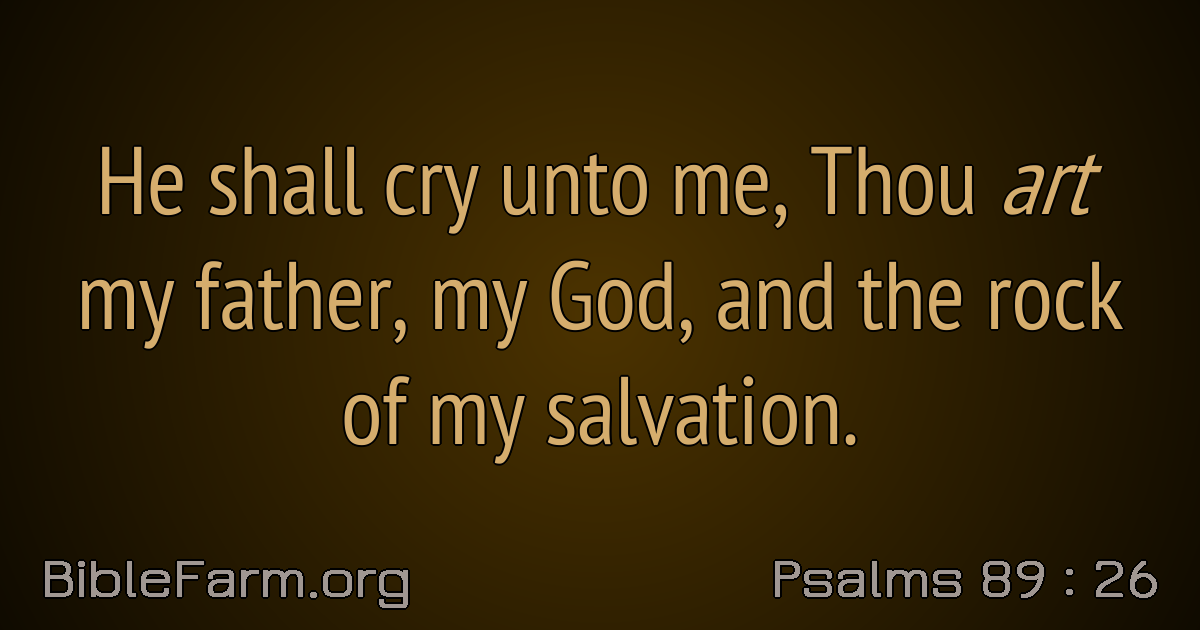 He shall cry unto me, Thou art
my father, my God, and the rock
of my salvation.
BibleFarm.org
Psalms 89 : 26